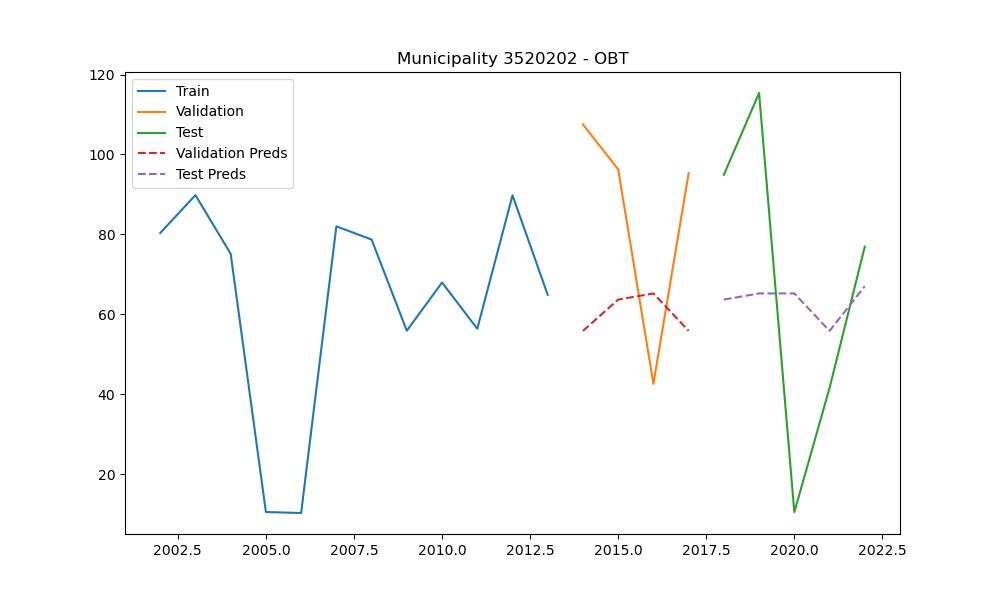 Municipality 3520202 - OBT
Train
Validation
Test
Validation Preds
Test Preds
120
100
80
60
40
20
2002.5 2005.0 2007.5 2010.0 2012.5 2015.0 2017.5 2020.0 2022.5